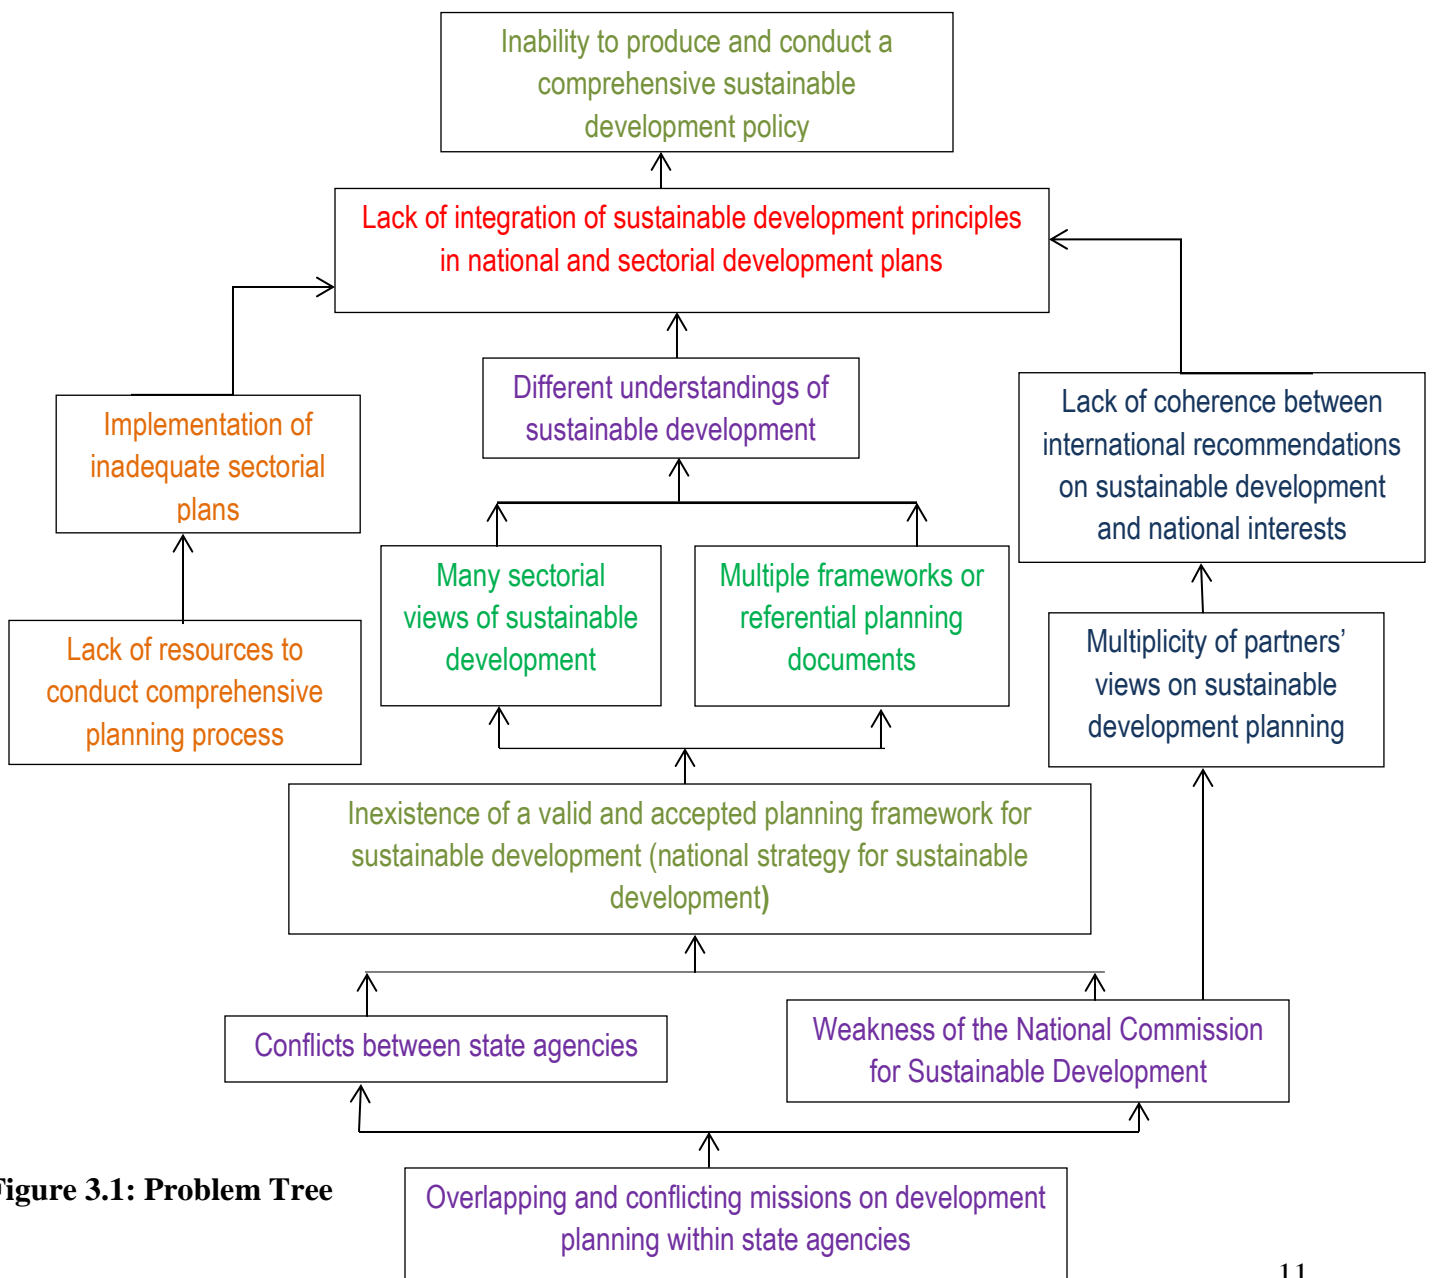 Inability to produce and conduct a
comprehensive sustainable
development policy
Lack of integration of sustainable development principles
in national and sectorial development plans
Different understandings of
sustainable development
Implementation of
inadequate sectorial
plans
Lack of coherence between
international recommendations
on sustainable development
and national interests
Many sectorial
views of sustainable
development
Multiple frameworks or
referential planning
documents
Lack of resources to
conduct comprehensive
planning process
Multiplicity of partners’
views on sustainable
development planning
Inexistence of a valid and accepted planning framework for
sustainable development (national strategy for sustainable
development)
Conflicts between state agencies
Weakness of the National Commission
for Sustainable Development
Figure 3.1: Problem Tree
Overlapping and conflicting missions on development
planning within state agencies
11